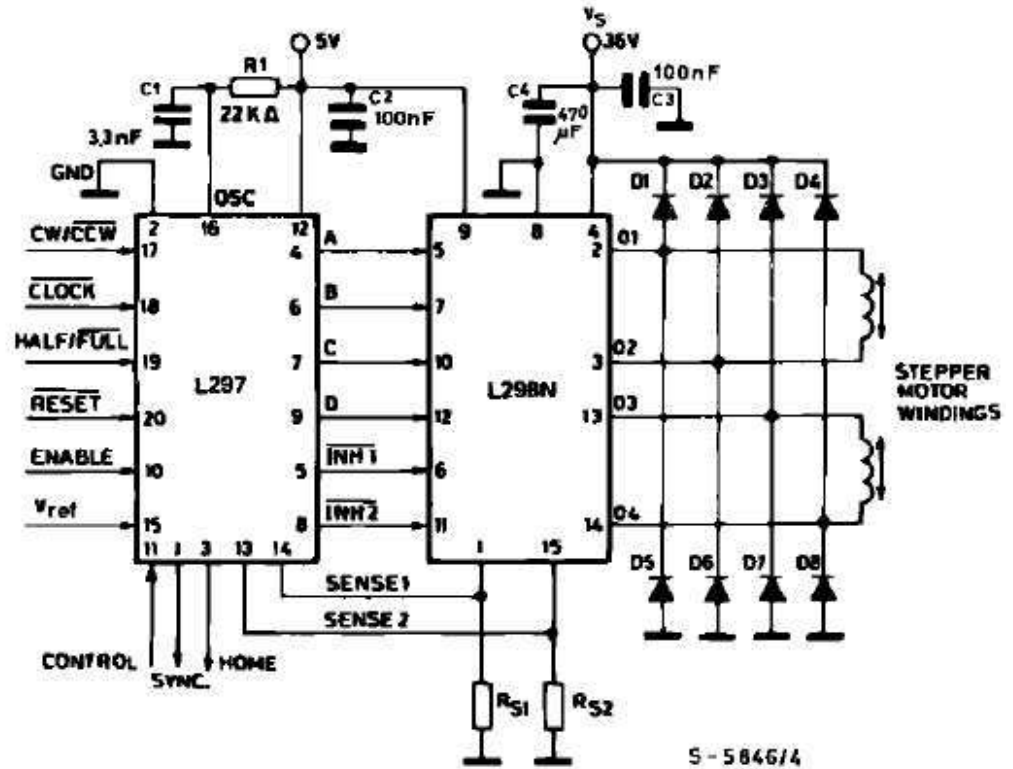 5V
VS
36V
R1
22KΩ
C1
3,3nF
C2
100nF
C4
470
µF
100nF
C3
GND
OSC
2
16
12
9
8
4
D1
D2
D3
D4
CW/CCW
17
4
A
5
2
01
CLOCK
18
6
B
7
HALF/FULL
19
7
C
10
3
02
L297
L298N
STEPPER
MOTOR
WINDINGS
RESET
20
9
D
12
13
03
ENABLE
10
5
INH1
6
Vref
15
8
INH2
11
14
04
11
1
3
13
14
1
15
D5
D6
D7
D8
SENSE1
SENSE 2
CONTROL
SYNC.
HOME
RS1
RS2
S-5846/4